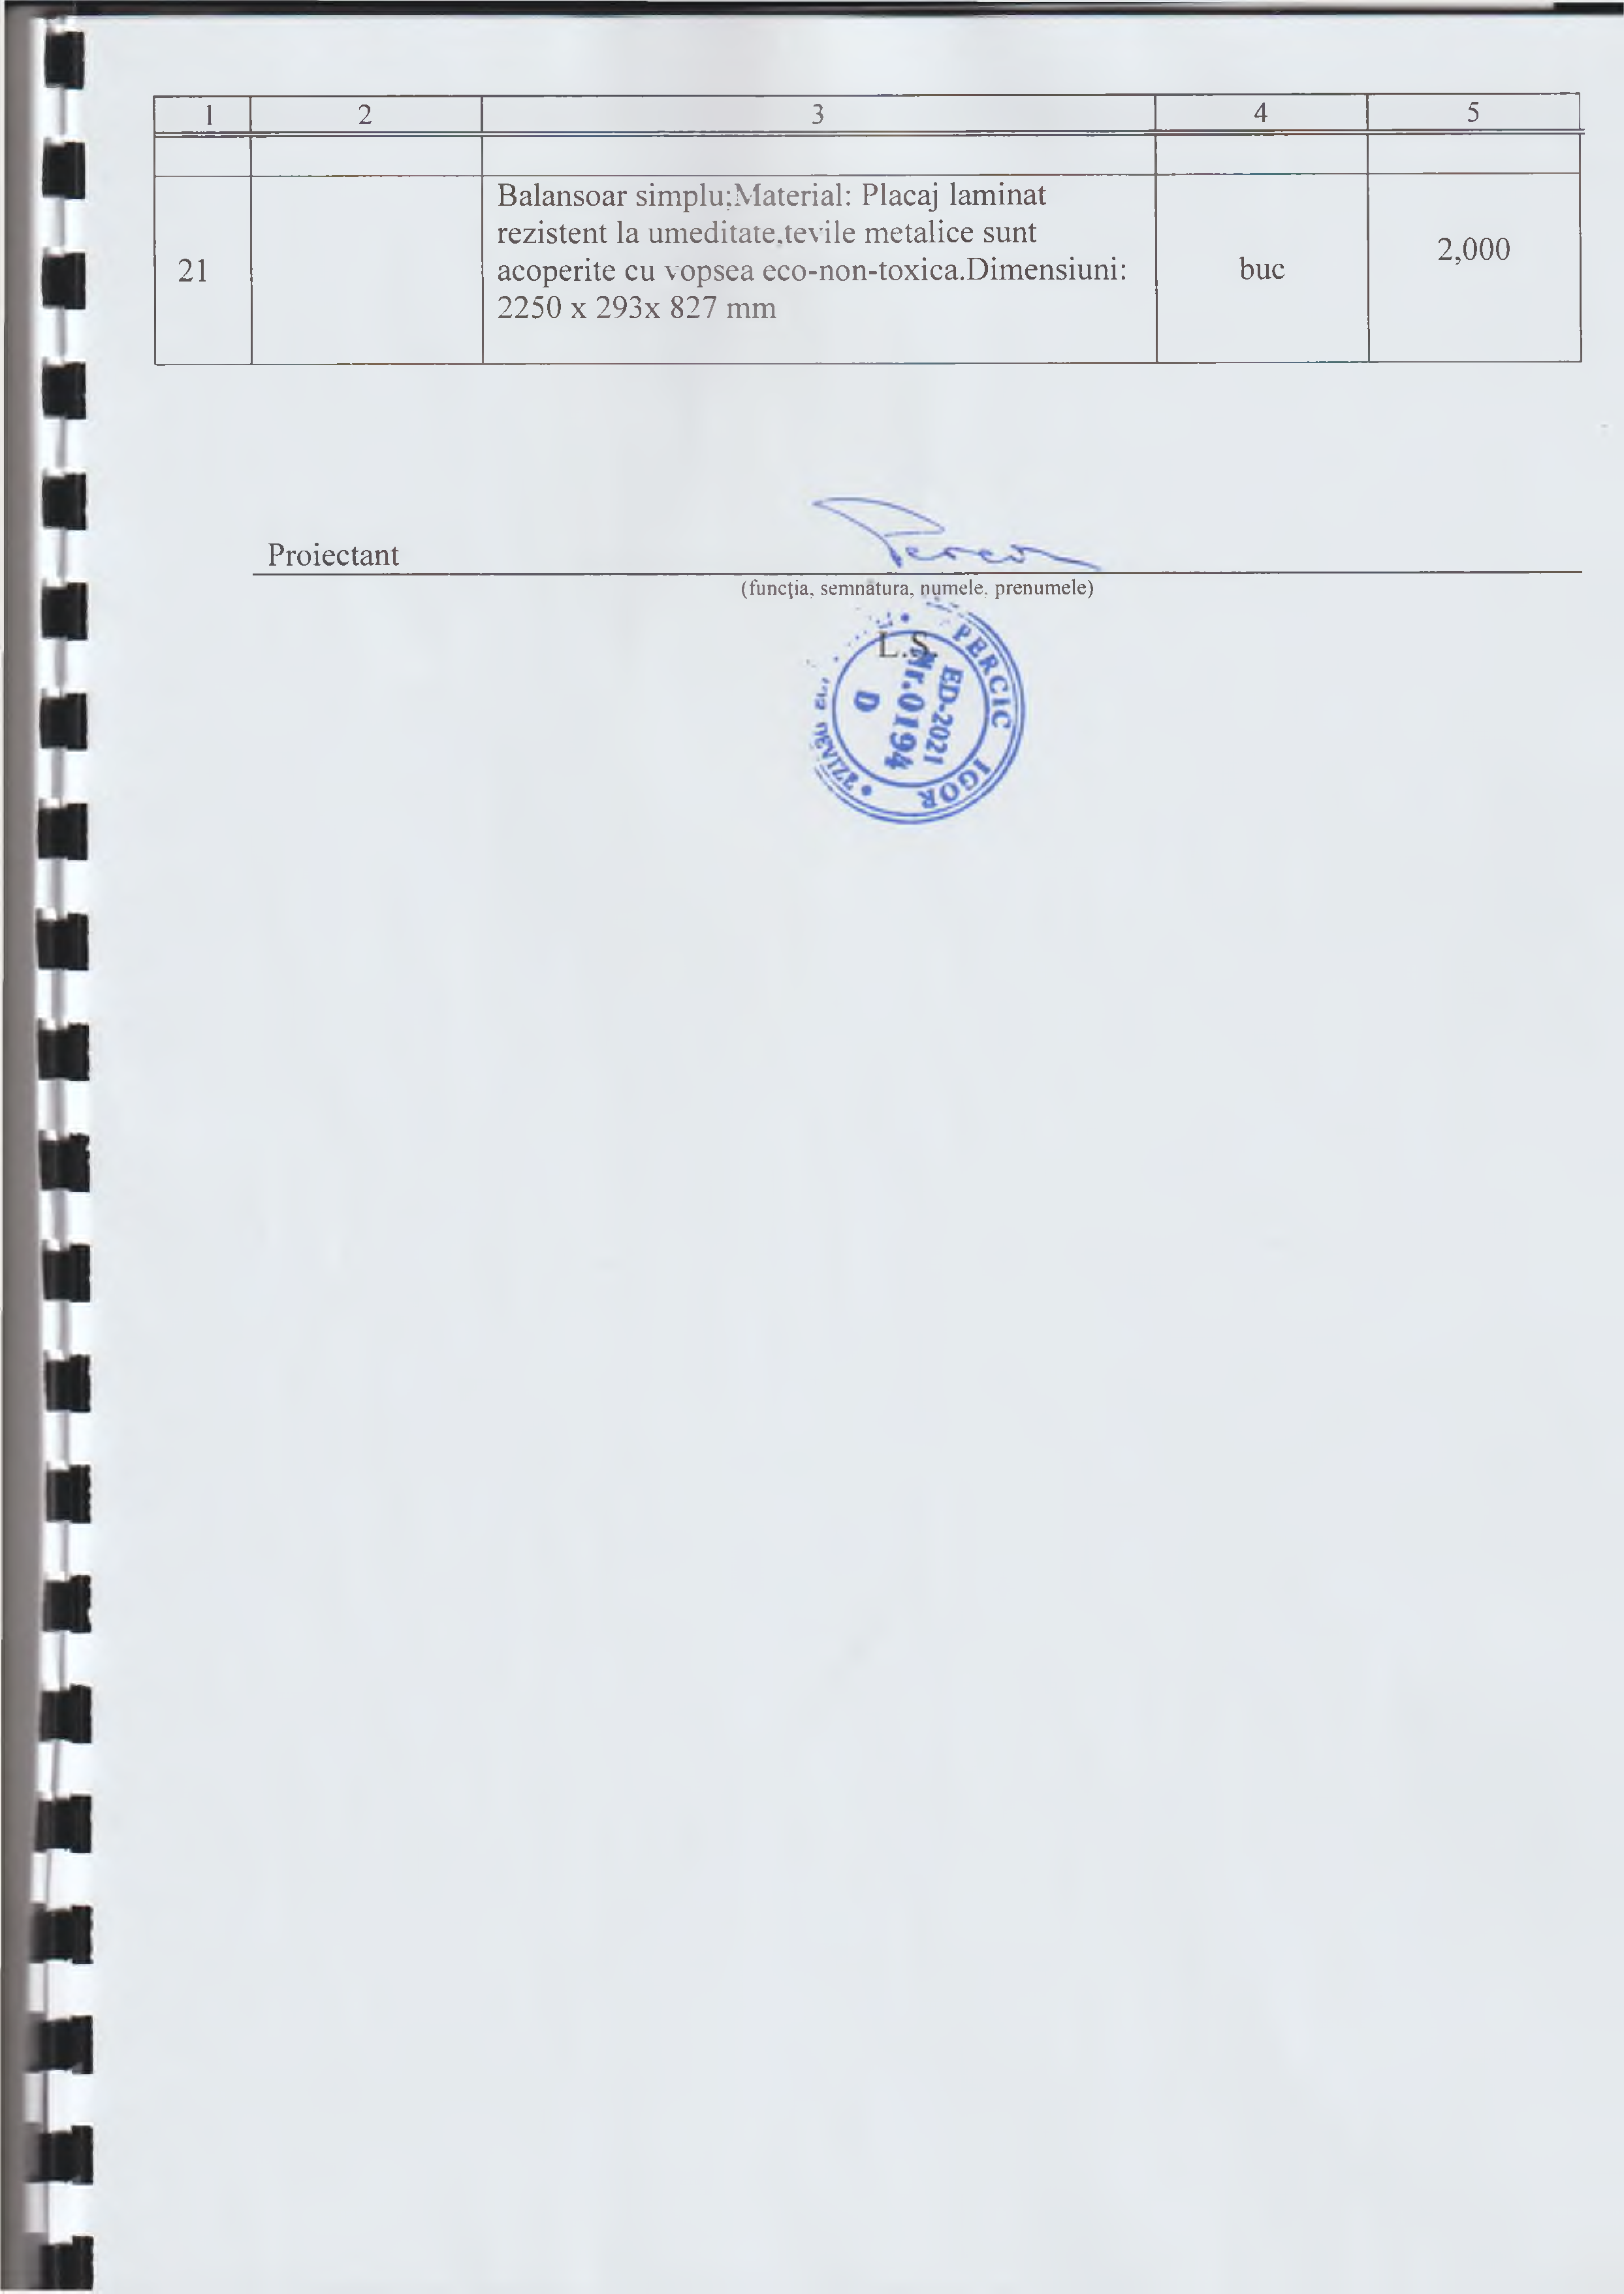 1 2 3 4 5
Balansoar simplu;Material: Placaj laminat
rezistent la umeditate,tevile metalice sunt
acoperite cu vopsea eco-non-toxica.Dimensiuni:
2250 x 293x 827 mm
21
buc
2,000
Proiectant
(funcţia, semnătura, numele, prenumele)
L.S.
PERCIC IGOR
ED-2021
Nr.0194
D
DEVIZE